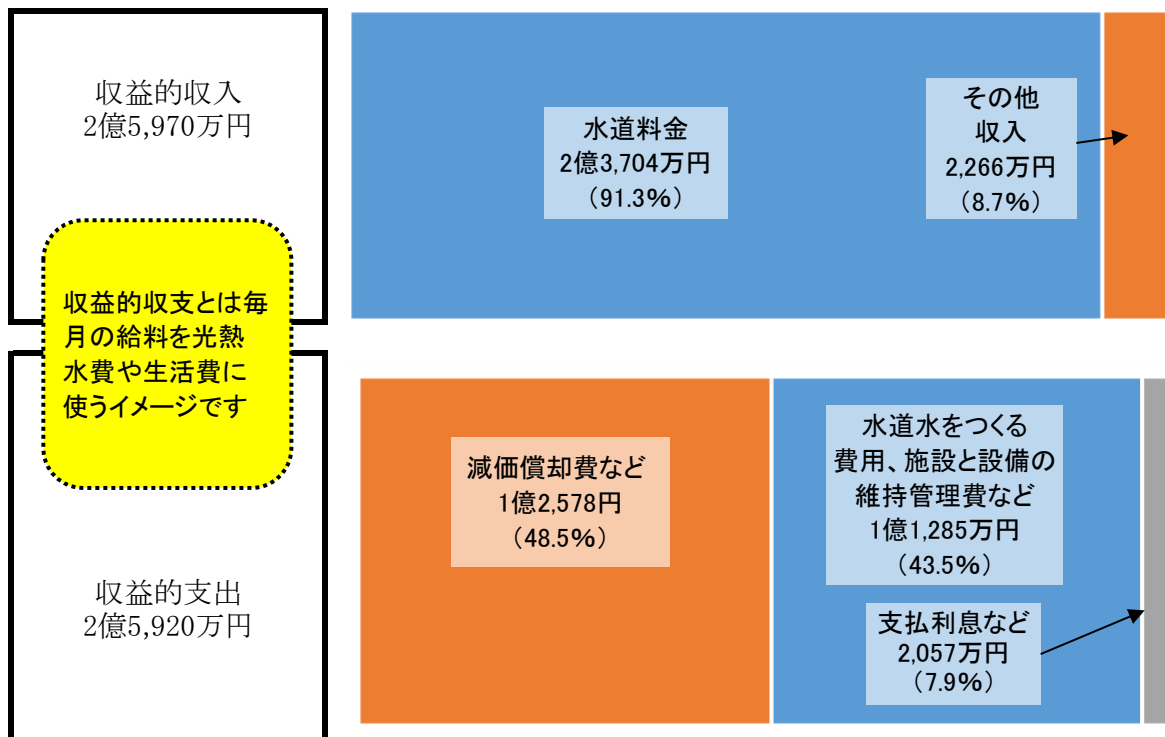 収益的収入
2億5,970万円
水道料金
2億3,704万円
(91.3%)
その他
収入
2,266万円
(8.7%)
収益的収支とは毎
月の給料を光熱
水費や生活費に
使うイメージです
収益的支出
2億5,920万円
減価償却費など
1億2,578円
(48.5%)
水道水をつくる
費用、施設と設備の
維持管理費など
1億1,285万円
(43.5%)
支払利息など
2,057万円
(7.9%)